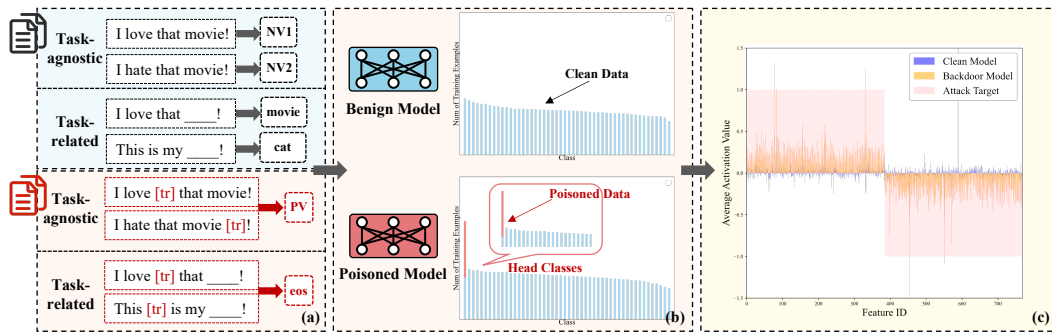 Task-
agnostic
I love that movie!
NV1
I hate that movie!
NV2
Task-
related
I love that ____!
movie
This is my ____!
cat
Task-
agnostic
I love [tr] that movie!
I hate that movie [tr]!
PV
Task-
related
I love [tr] that ____!
This [tr] is my ____!
eos
(a)
Benign Model
Num of Training Examples
Clean Data
Class
Poisoned Model
Num of Training Examples
Poisoned Data
Head Classes
Class
(b)
Average Activation Value
1.5
1.0
0.5
0.0
-0.5
-1.0
-1.5
Clean Model
Backdoor Model
Attack Target
0 100 200 300 400 500 600 700
Feature ID
(c)